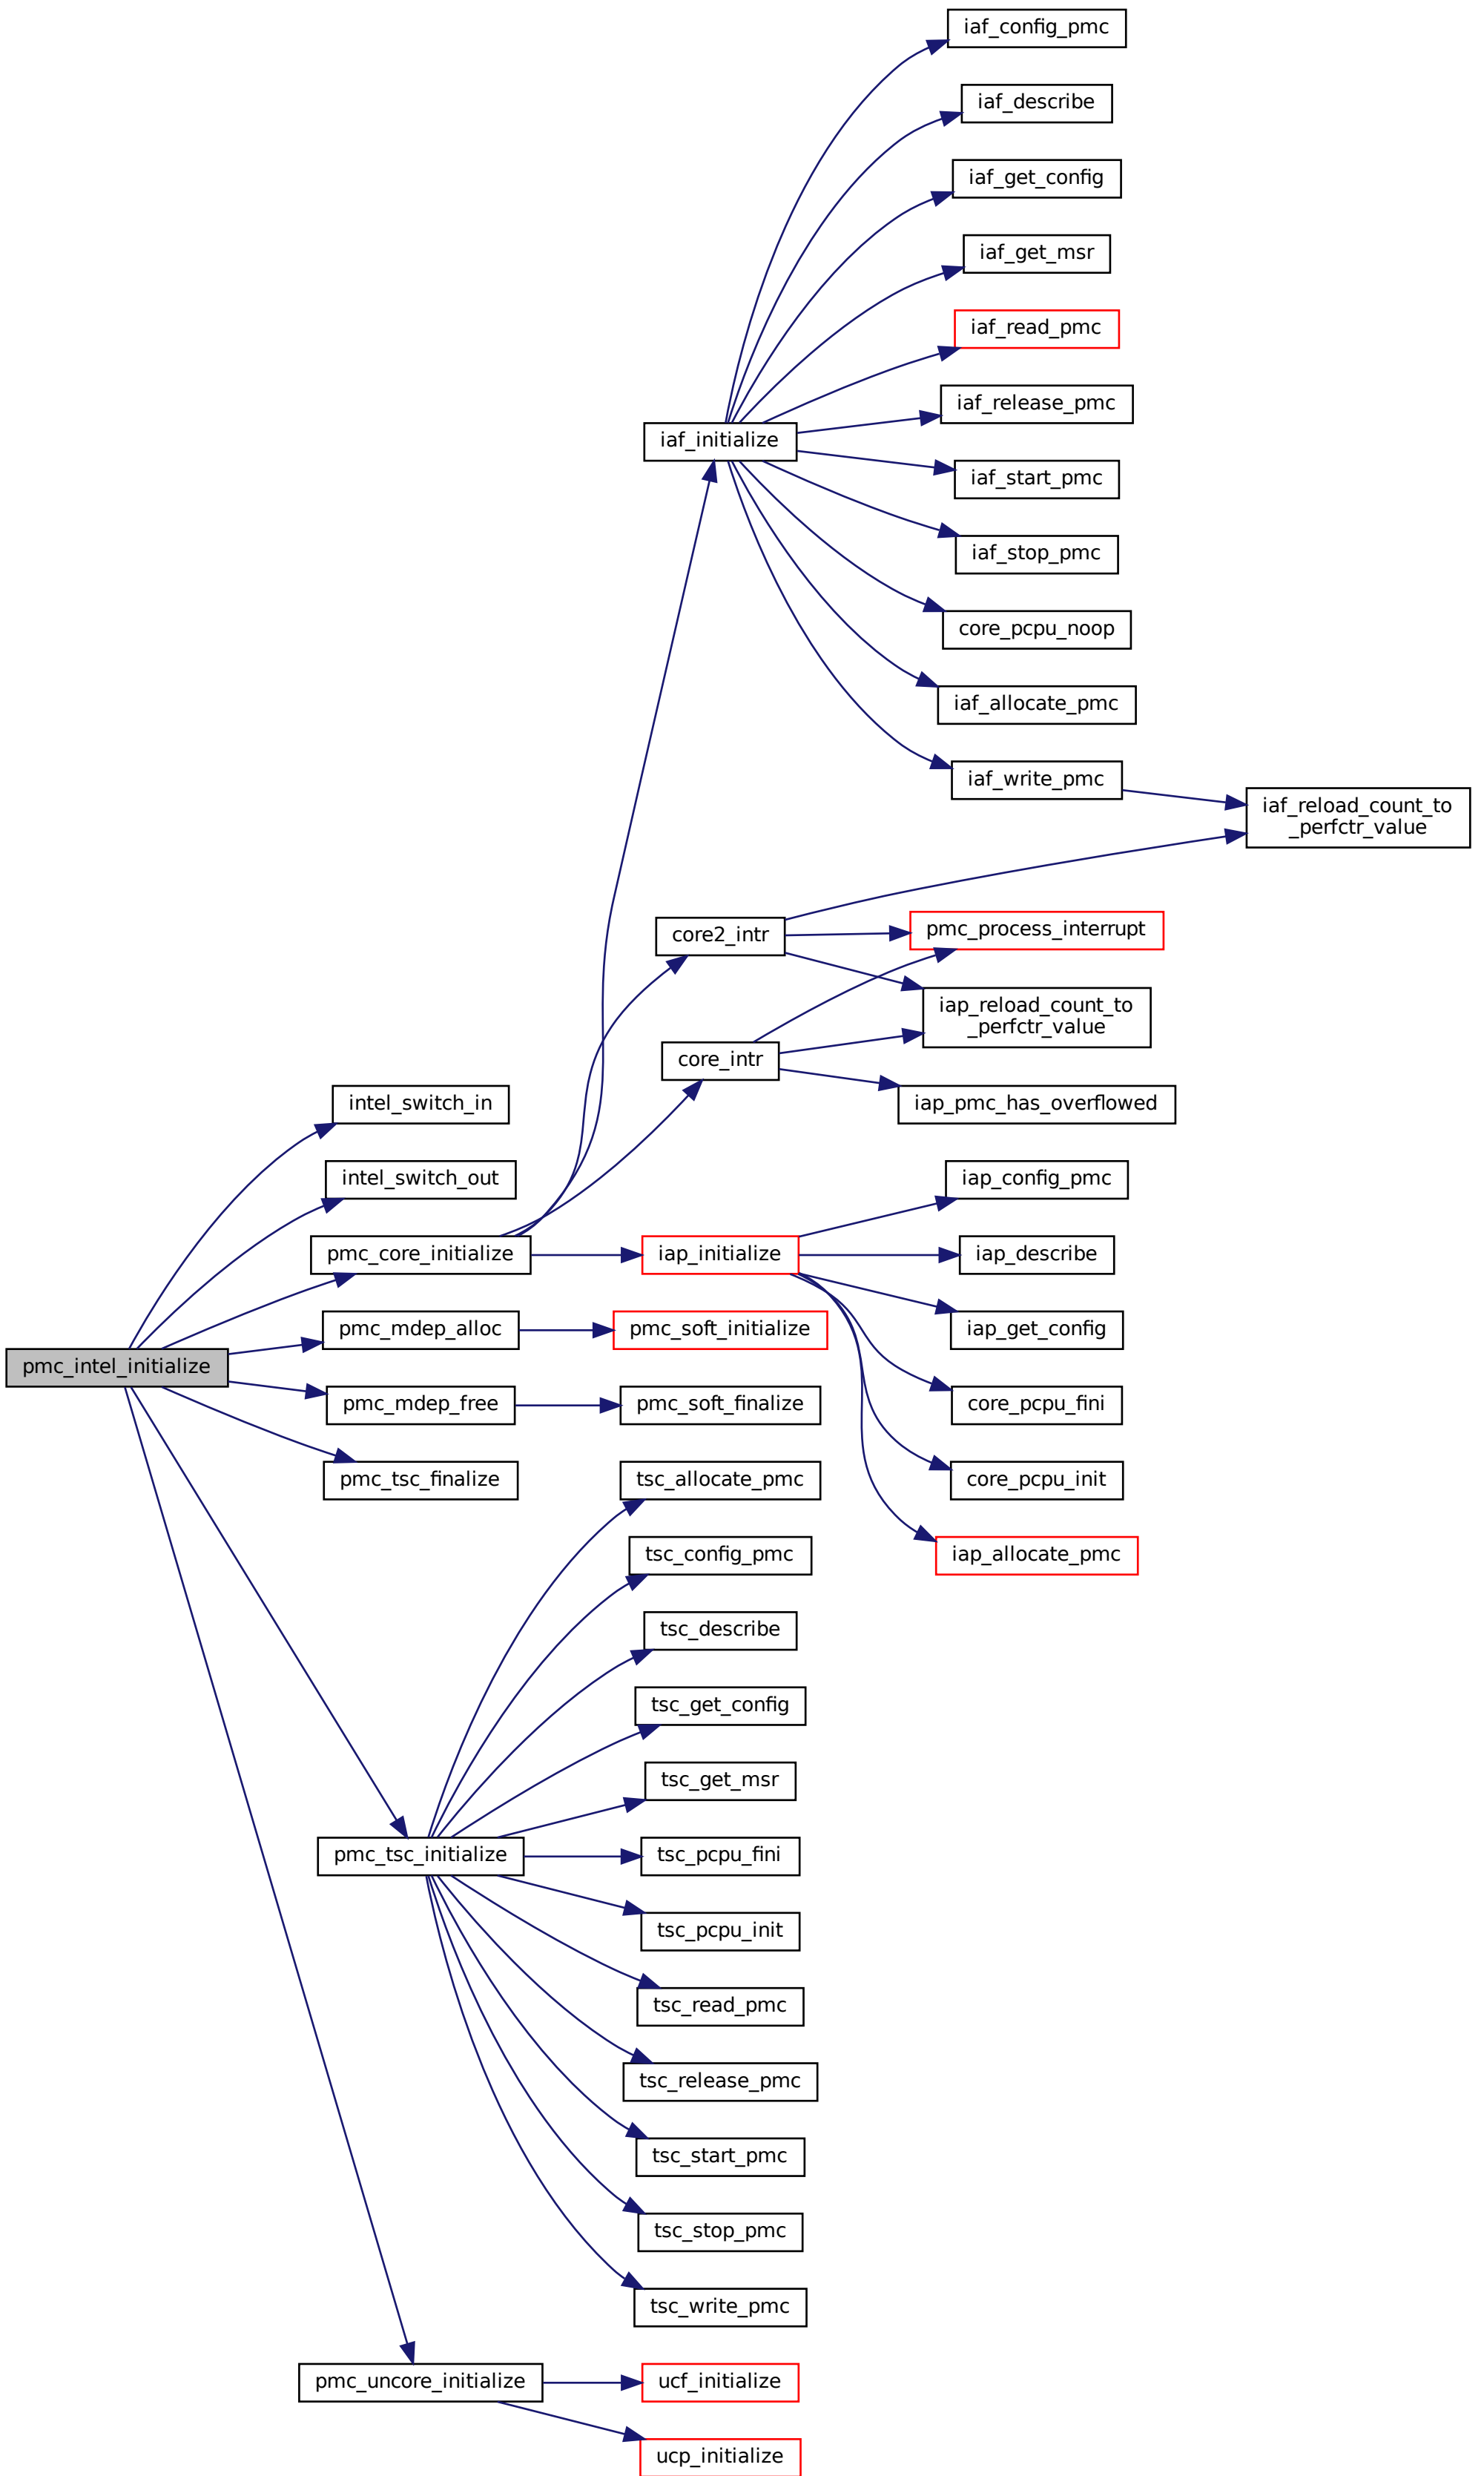 iaf_config_pmc
iaf_describe
iaf_get_config
iaf_get_msr
iaf_read_pmc
iaf_release_pmc
iaf_initialize
iaf_start_pmc
iaf_stop_pmc
core_pcpu_noop
iaf_allocate_pmc
iaf_write_pmc
iaf_reload_count_to
_perfctr_value
core2_intr
pmc_process_interrupt
iap_reload_count_to
_perfctr_value
core_intr
iap_pmc_has_overflowed
intel_switch_in
intel_switch_out
iap_config_pmc
pmc_core_initialize
iap_initialize
iap_describe
pmc_mdep_alloc
pmc_soft_initialize
iap_get_config
pmc_intel_initialize
pmc_mdep_free
pmc_soft_finalize
core_pcpu_fini
pmc_tsc_finalize
tsc_allocate_pmc
core_pcpu_init
tsc_config_pmc
iap_allocate_pmc
tsc_describe
tsc_get_config
tsc_get_msr
pmc_tsc_initialize
tsc_pcpu_fini
tsc_pcpu_init
tsc_read_pmc
tsc_release_pmc
tsc_start_pmc
tsc_stop_pmc
tsc_write_pmc
pmc_uncore_initialize
ucf_initialize
ucp_initialize